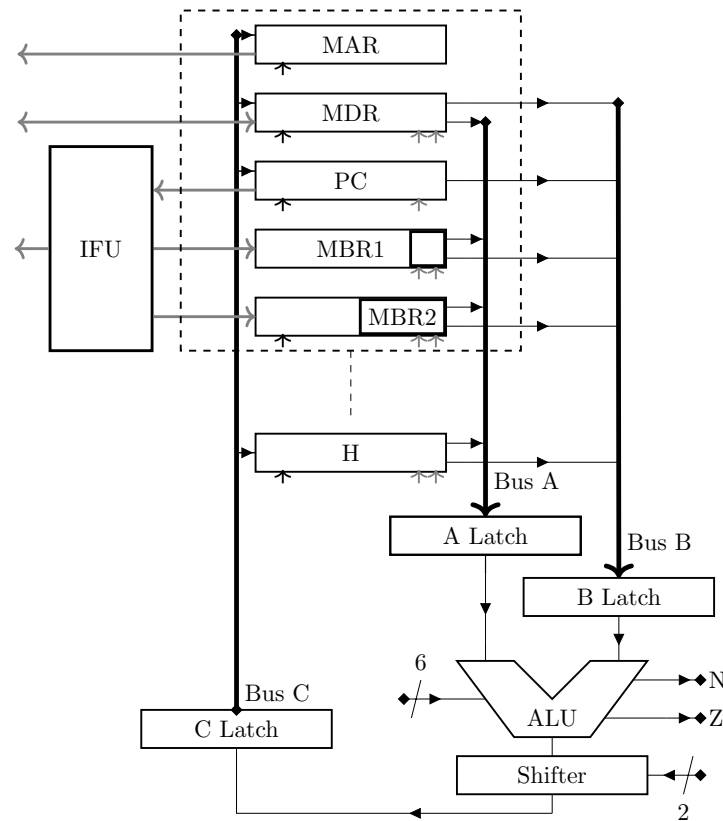 MAR
MDR
PC
IFU
MBR1
MBR2
H
Bus A
A Latch
Bus B
B Latch
6
N
Bus C
ALU
Z
C Latch
Shifter
2